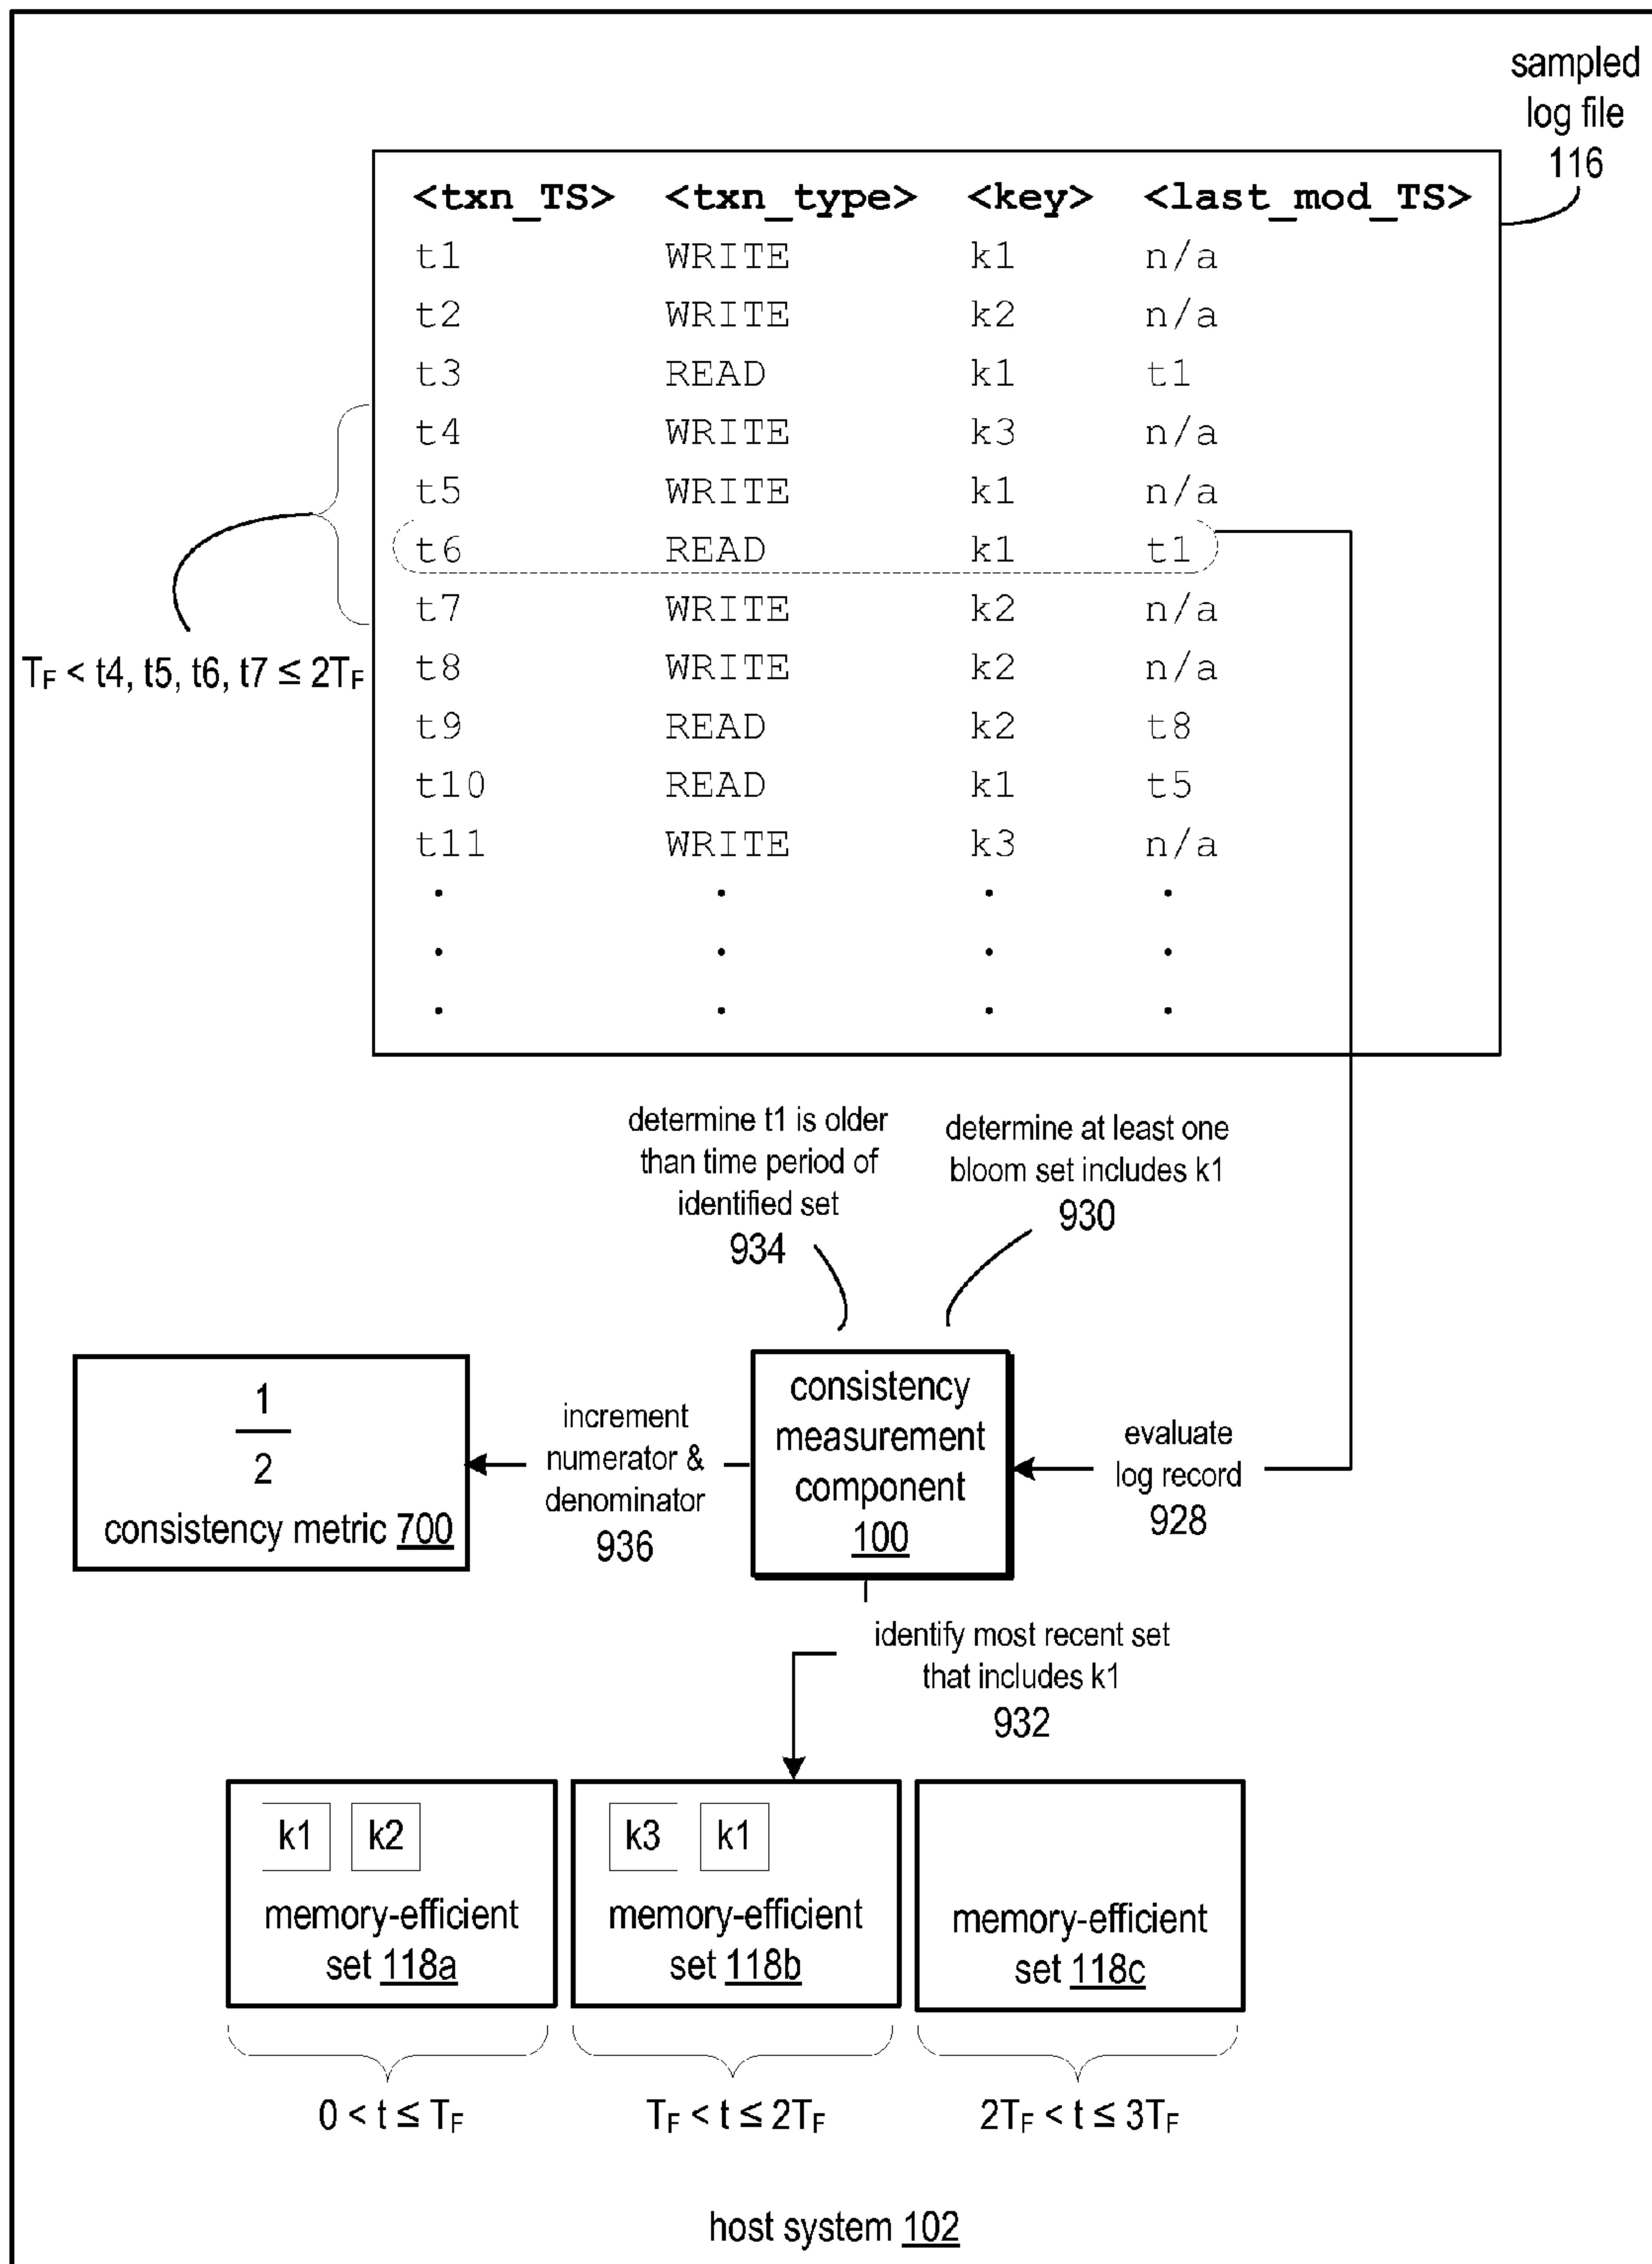 sampled
log file
116
<txn_TS> <txn_type> <key> <last_mod_TS>
t1 WRITE k1 n/a
t2 WRITE k2 n/a
t3 READ k1 t1
t4 WRITE k3 n/a
t5 WRITE k1 n/a
t6 READ k1 t1
t7 WRITE k2 n/a
TF < t4, t5, t6, t7 ≤ 2TF
t8 WRITE k2 n/a
t9 READ k2 t8
t10 READ k1 t5
t11 WRITE k3 n/a
. . . .
. . . .
. . . .
determine t1 is older
than time period of
identified set
934
determine at least one
bloom set includes k1
930
1
2
consistency metric 700
increment
numerator &
denominator
936
consistency
measurement
component
100
evaluate
log record
928
identify most recent set
that includes k1
932
k1 k2
memory-efficient
set 118a
k3 k1
memory-efficient
set 118b
memory-efficient
set 118c
0 < t ≤ TF
TF < t ≤ 2TF
2TF < t ≤ 3TF
host system 102